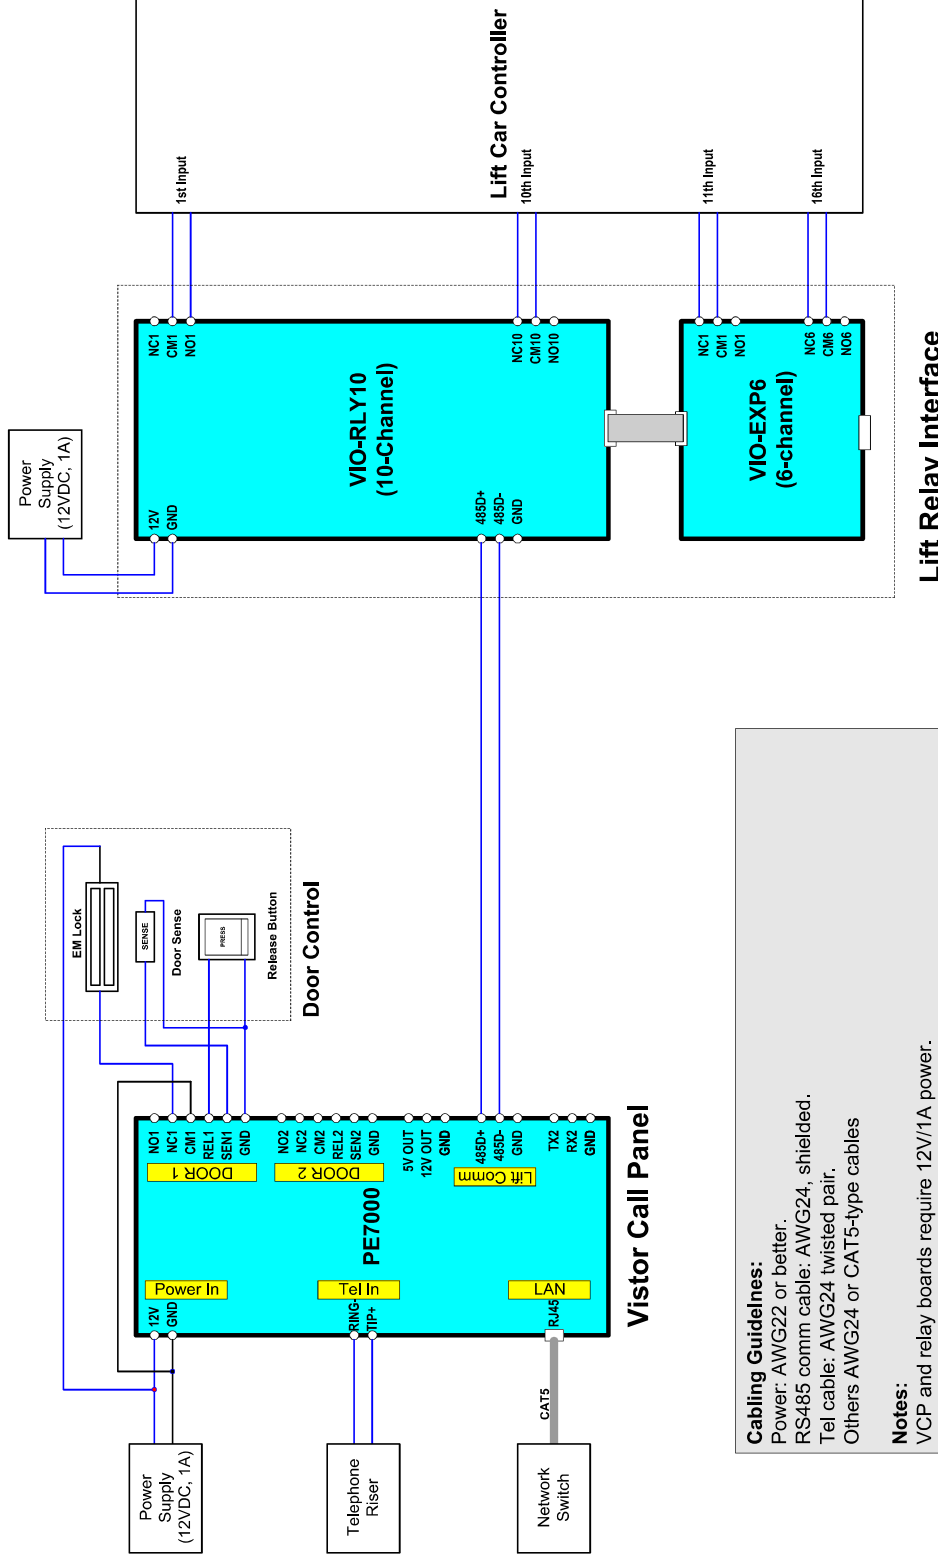 Power
Supply
(12VDC, 1A)
Telephone
Riser
Network
Switch
CAT5
12V
GND
RING-
TIP+
RJ45
Power In
Tel In
LAN
PE7000
DOOR 1
DOOR 2
Lift Comm
NO1
NC1
CM1
REL1
SEN1
GND
NO2
NC2
CM2
REL2
SEN2
GND
5V OUT
12V OUT
GND
485D+
485D-
GND
TX2
RX2
GND
Vistor Call Panel
EM Lock
SENSE
Door Sense
PRESS
Release Button
Door Control
Power
Supply
(12VDC, 1A)
12V
GND
485D+
485D-
GND
VIO-RLY10
(10-Channel)
NC1
CM1
NO1
NC10
CM10
NO10
VIO-EXP6
(6-channel)
NC1
CM1
NO1
NC6
CM6
NO6
Lift Relay Interface
1st Input
10th Input
11th Input
16th Input
Lift Car Controller
Cabling Guidelnes:
Power: AWG22 or better.
RS485 comm cable: AWG24, shielded.
Tel cable: AWG24 twisted pair.
Others AWG24 or CAT5-type cables
Notes:
VCP and relay boards require 12V/1A power.